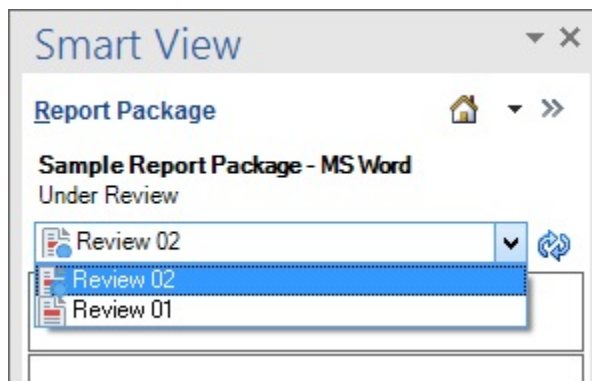 Smart View
Report Package
Sample Report Package - MS Word
Under Review
Review 02
Review 02
Review 01